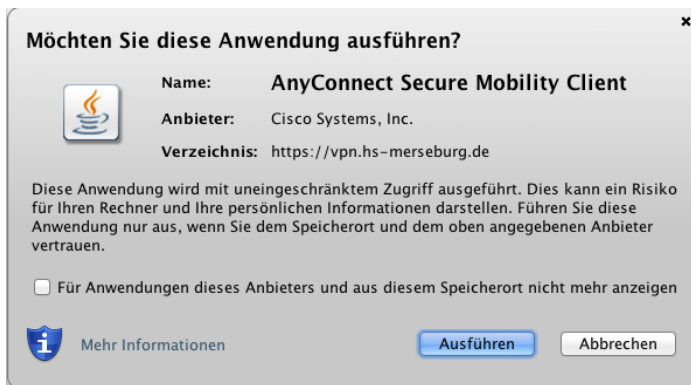 Möchten Sie diese Anwendung ausführen?
Name: AnyConnect Secure Mobility Client
Anbieter: Cisco Systems, Inc.
Verzeichnis: https://vpn.hs-merseburg.de
Diese Anwendung wird mit uneingeschränktem Zugriff ausgeführt. Dies kann ein Risiko
für Ihren Rechner und Ihre persönlichen Informationen darstellen. Führen Sie diese
Anwendung nur aus, wenn Sie dem Speicherort und dem oben angegebenen Anbieter
vertrauen.
Für Anwendungen dieses Anbieters und aus diesem Speicherort nicht mehr anzeigen
Mehr Informationen Ausführen Abbrechen